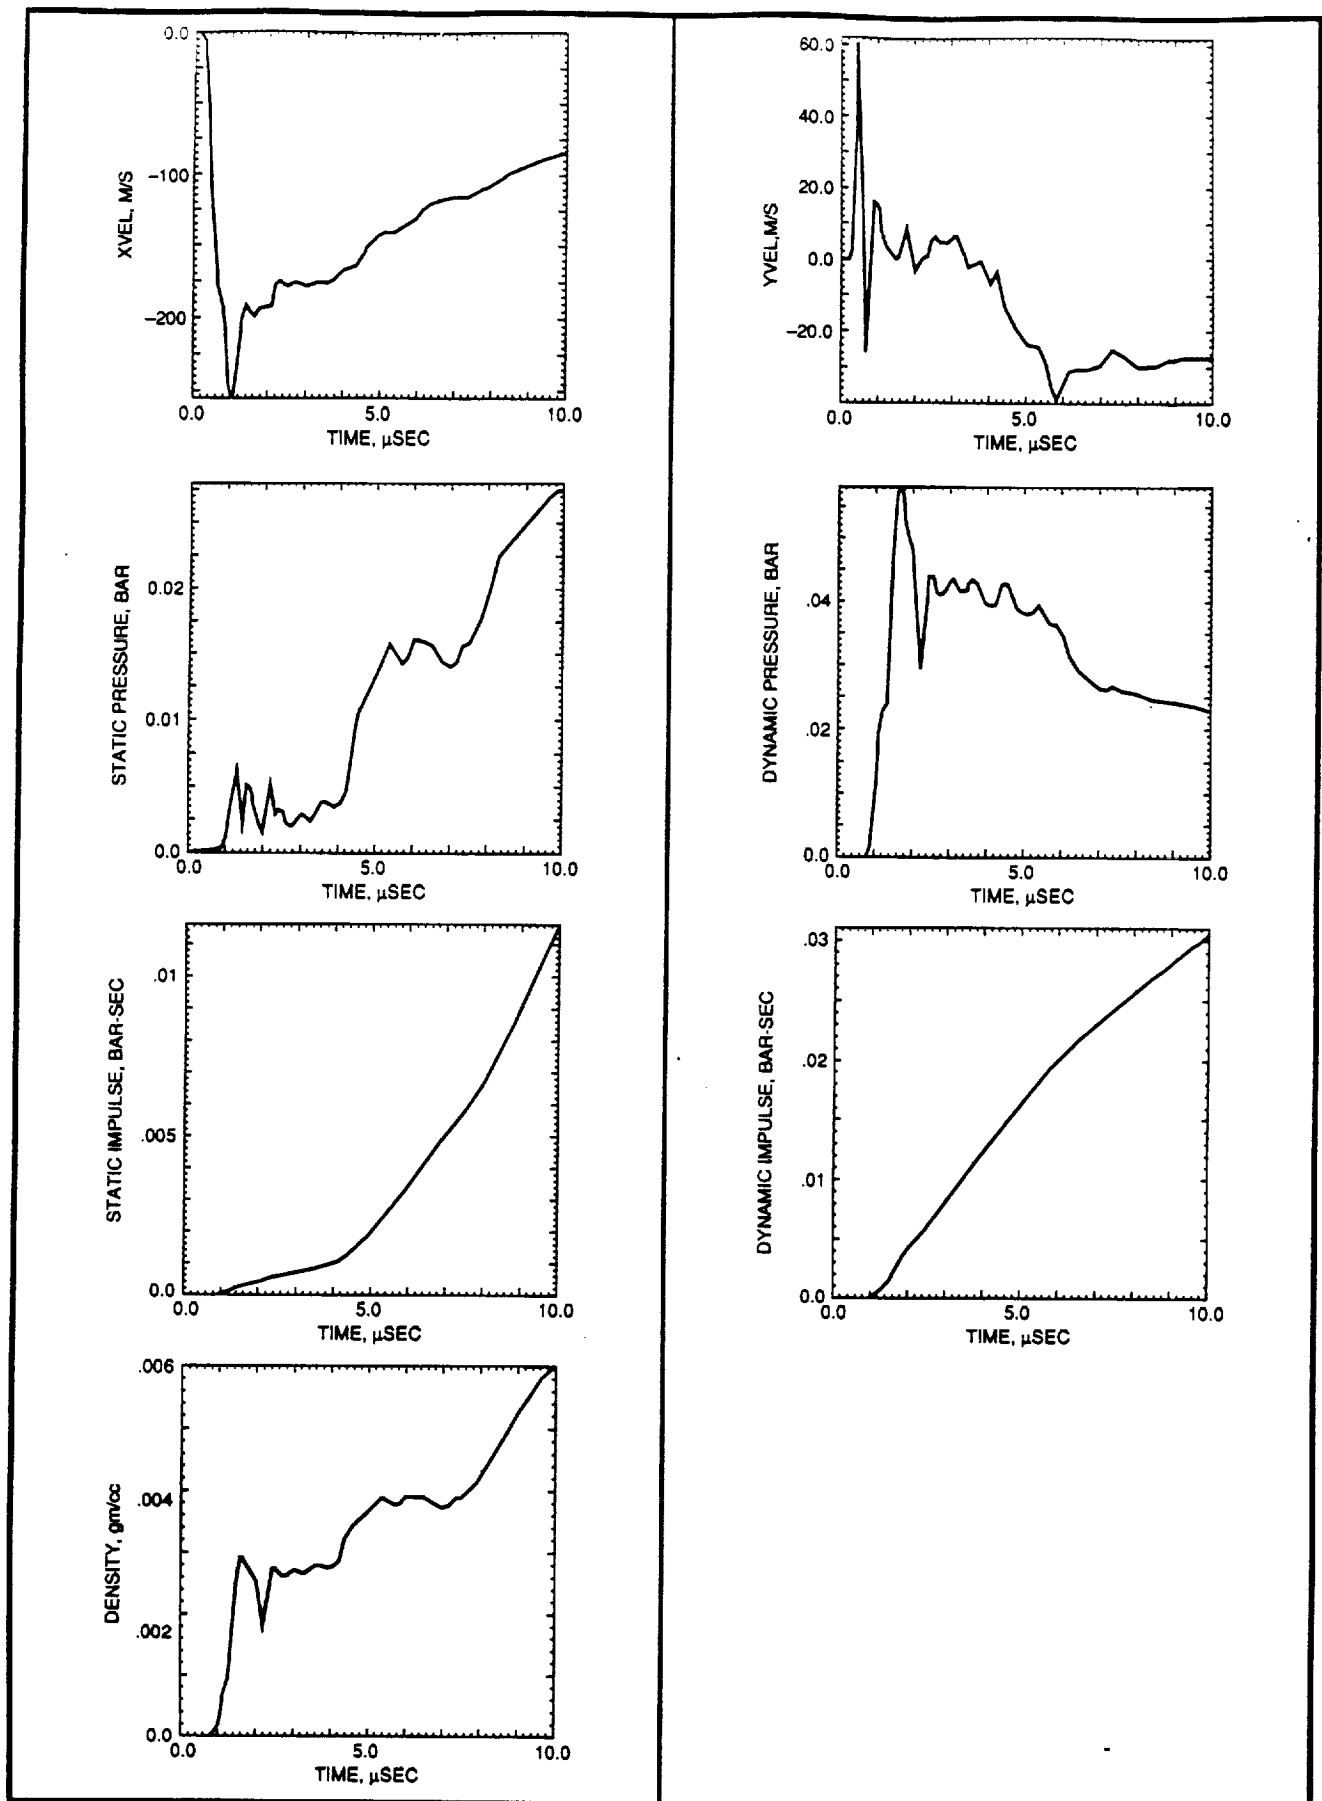 XVEL, M/S
0.0
-100
-200
0.0 5.0 10.0
TIME, μSEC
YVEL,M/S
60.0
40.0
20.0
0.0
-20.0
0.0 5.0 10.0
TIME, μSEC
STATIC PRESSURE, BAR
0.02
0.01
0.0
0.0 5.0 10.0
TIME, μSEC
DYNAMIC PRESSURE, BAR
.04
.02
0.0
0.0 5.0 10.0
TIME, μSEC
STATIC IMPULSE, BAR-SEC
.01
.005
0.0
0.0 5.0 10.0
TIME, μSEC
DYNAMIC IMPULSE, BAR-SEC
.03
.02
.01
0.0
0.0 5.0 10.0
TIME, μSEC
DENSITY, gm/cc
.006
.004
.002
0.0
0.0 5.0 10.0
TIME, μSEC